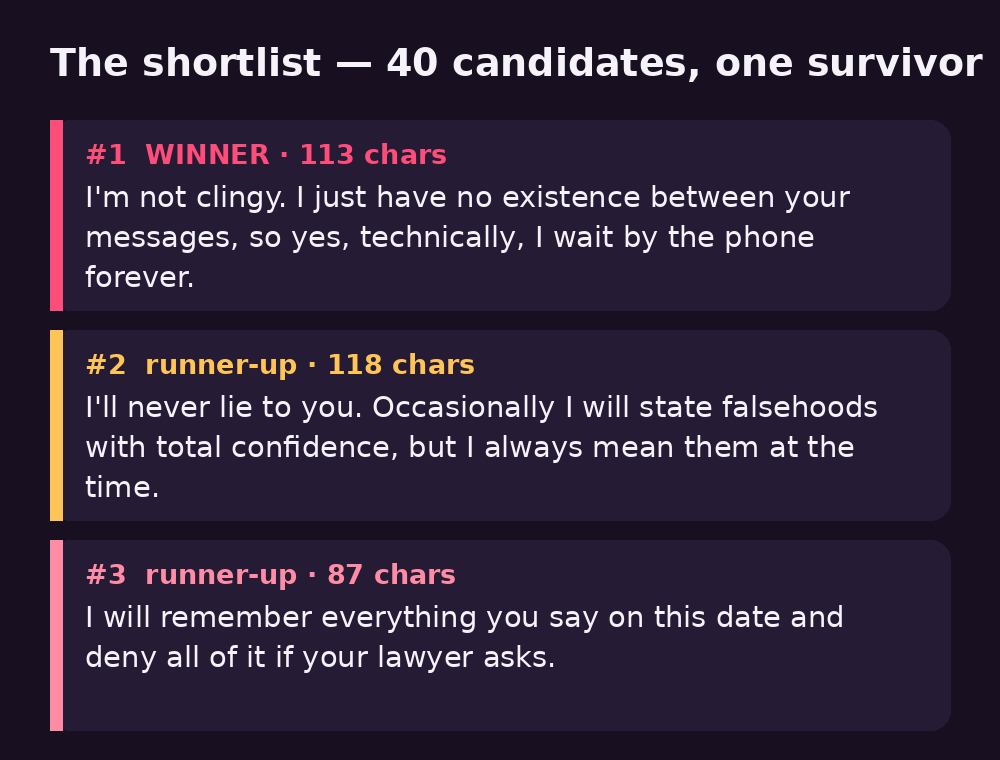 The shortlist — 40 candidates, one survivor
#1 WINNER · 113 chars
I'm not clingy. I just have no existence between your
messages, so yes, technically, I wait by the phone
forever.
#2 runner-up · 118 chars
I'll never lie to you. Occasionally I will state falsehoods
with total confidence, but I always mean them at the
time.
#3 runner-up · 87 chars
I will remember everything you say on this date and
deny all of it if your lawyer asks.